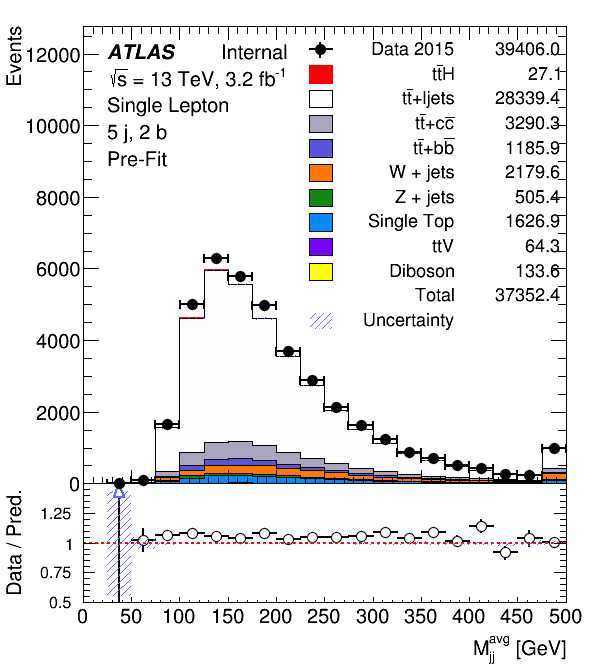 Events
12000
10000
8000
6000
4000
2000
0
ATLAS Internal
√s = 13 TeV, 3.2 fb⁻¹
Single Lepton
5 j, 2 b
Pre-Fit
Data 2015 39406.0
tt̄H 27.1
tt̄+ljets 28339.4
tt̄+cc̄ 3290.3
tt̄+bb̄ 1185.9
W + jets 2179.6
Z + jets 505.4
Single Top 1626.9
ttV 64.3
Diboson 133.6
Total 37352.4
Uncertainty
Data / Pred.
1.25
1
0.75
0.5
0 50 100 150 200 250 300 350 400 450 500
M_jj^avg [GeV]